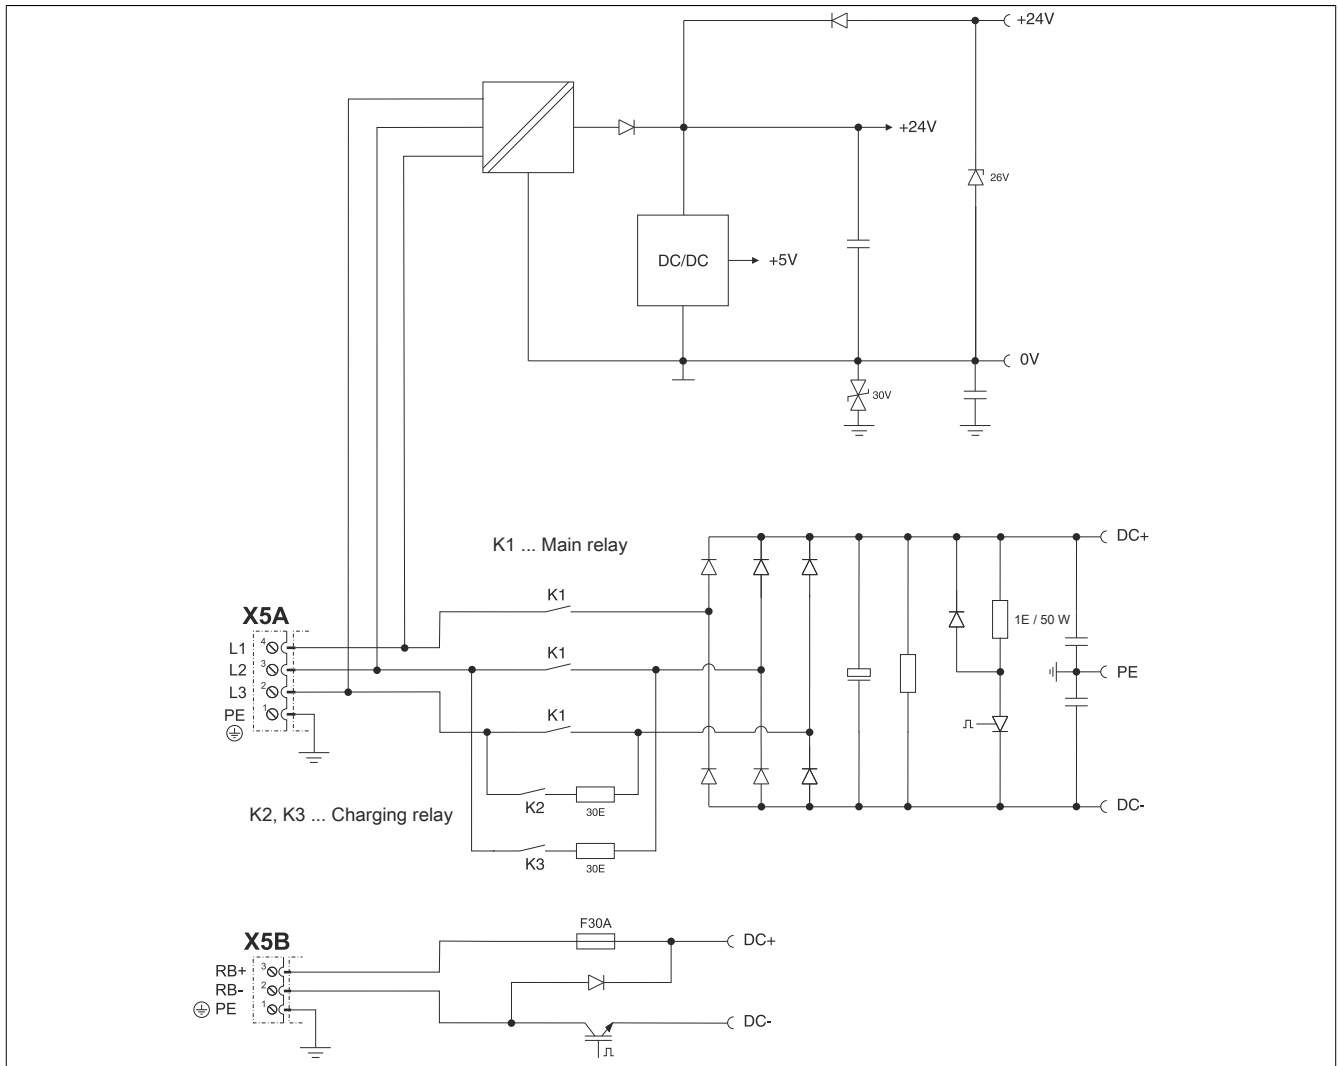 +24V
+24V
26V
DC/DC
+5V
0V
30V
K1 ... Main relay
DC+
K1
X5A
1E / 50 W
L1
4
K1
L2
3
PE
L3
2
K1
PE
1
K2
30E
DC-
K2, K3 ... Charging relay
K3
30E
F30A
X5B
DC+
RB+
3
RB-
2
PE
1
DC-